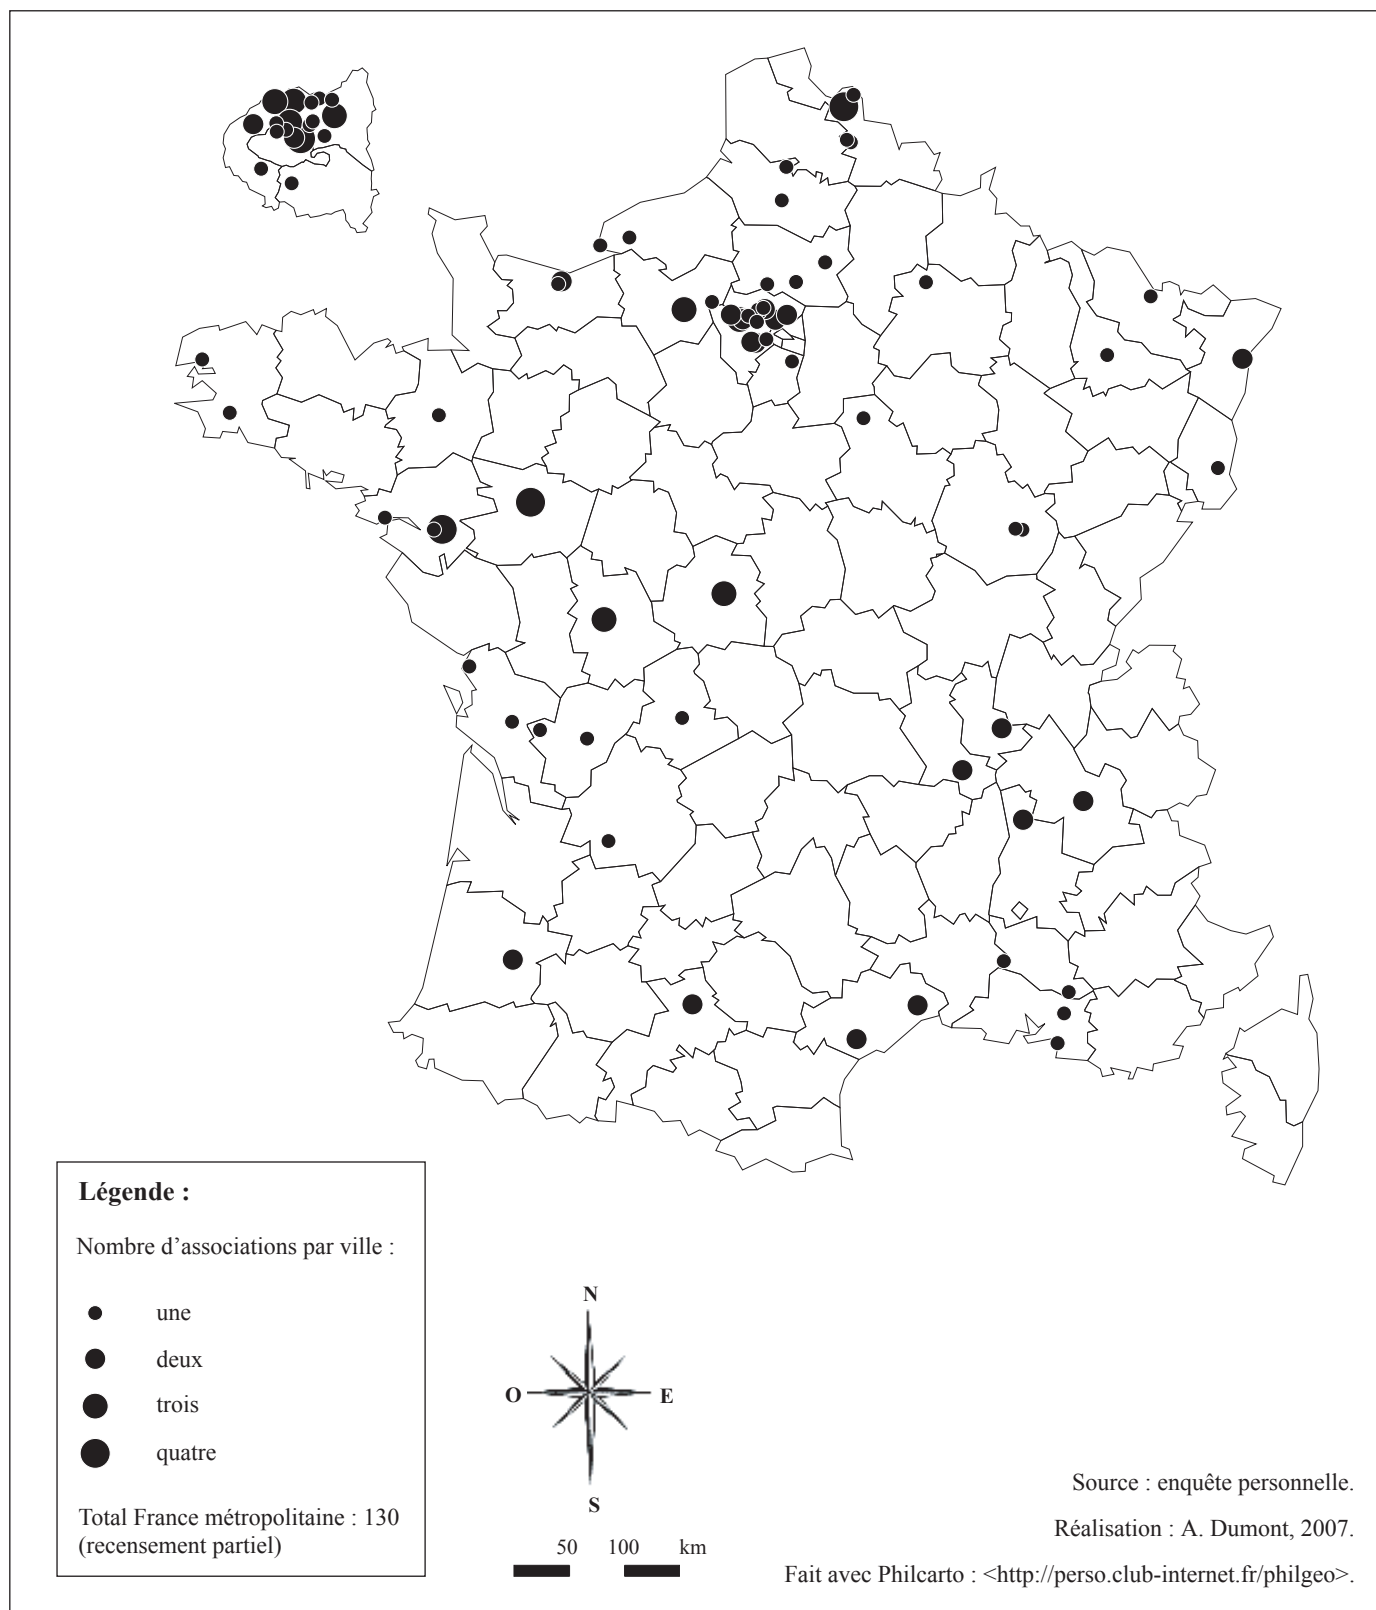 Légende :
Nombre d’associations par ville :
une
deux
trois
quatre
Total France métropolitaine : 130
(recensement partiel)
N
O
E
S
50 100 km
Source : enquête personnelle.
Réalisation : A. Dumont, 2007.
Fait avec Philcarto : <http://perso.club-internet.fr/philgeo>.